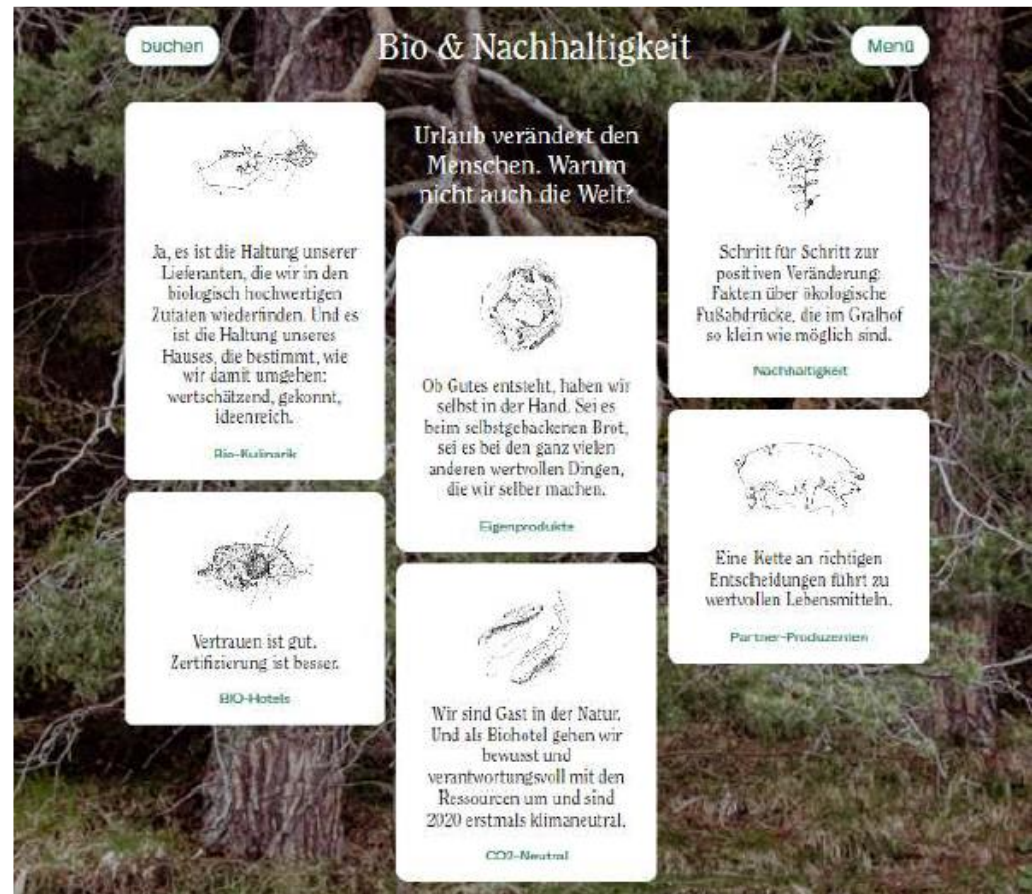 buchen
Bio & Nachhaltigkeit
Menü
Ja, es ist die Haltung unserer
Lieferanten, die wir in den
biologisch hochwertigen
Zutaten wiederfinden. Und es
ist die Haltung unseres
Hauses, die bestimmt, wie
wir damit umgehen:
wertschätzend, gekonnt,
ideenreich.
Bio-Kulinarik
Vertrauen ist gut.
Zertifizierung ist besser.
BIO-Hotels
Urlaub verändert den
Menschen. Warum
nicht auch die Welt?
Ob Gutes entsteht, haben wir
selbst in der Hand. Sei es
beim selbstgebackenen Brot,
sei es bei den ganz vielen
anderen wertvollen Dingen,
die wir selber machen.
Eigenprodukte
Wir sind Gast in der Natur.
Und als Biohotel gehen wir
bewusst und
verantwortungsvoll mit den
Ressourcen um und sind
2020 erstmals klimaneutral.
CO2-Neutral
Schritt für Schritt zur
positiven Veränderung:
Fakten über ökologische
Fußabdrücke, die im Gralhof
so klein wie möglich sind.
Nachhaltigkeit
Eine Kette an richtigen
Entscheidungen führt zu
wertvollen Lebensmitteln.
Partner-Produzenten